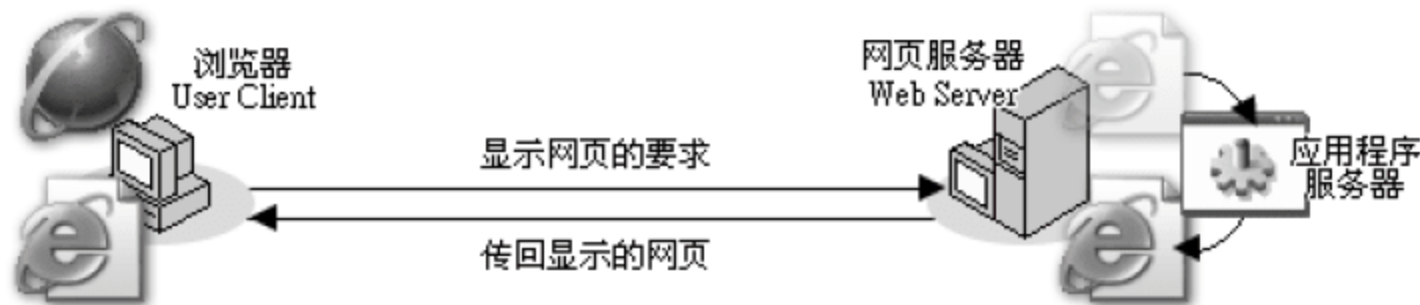 浏览器
User Client
网页服务器
Web Server
显示网页的要求
应用程序
服务器
传回显示的网页